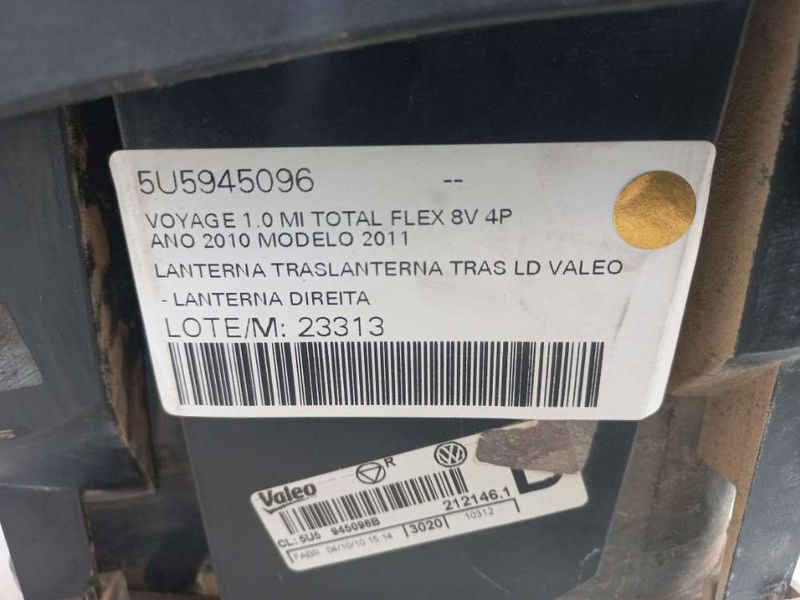 5U5945096 --
VOYAGE 1.0 MI TOTAL FLEX 8V 4P
ANO 2010 MODELO 2011
LANTERNA TRASLANTERNA TRAS LD VALEO
- LANTERNA DIREITA
LOTE/M: 23313
Valeo R
212146.1
CL: 5U5 945096B 3020 10312
FABR 04/10/10 15 14